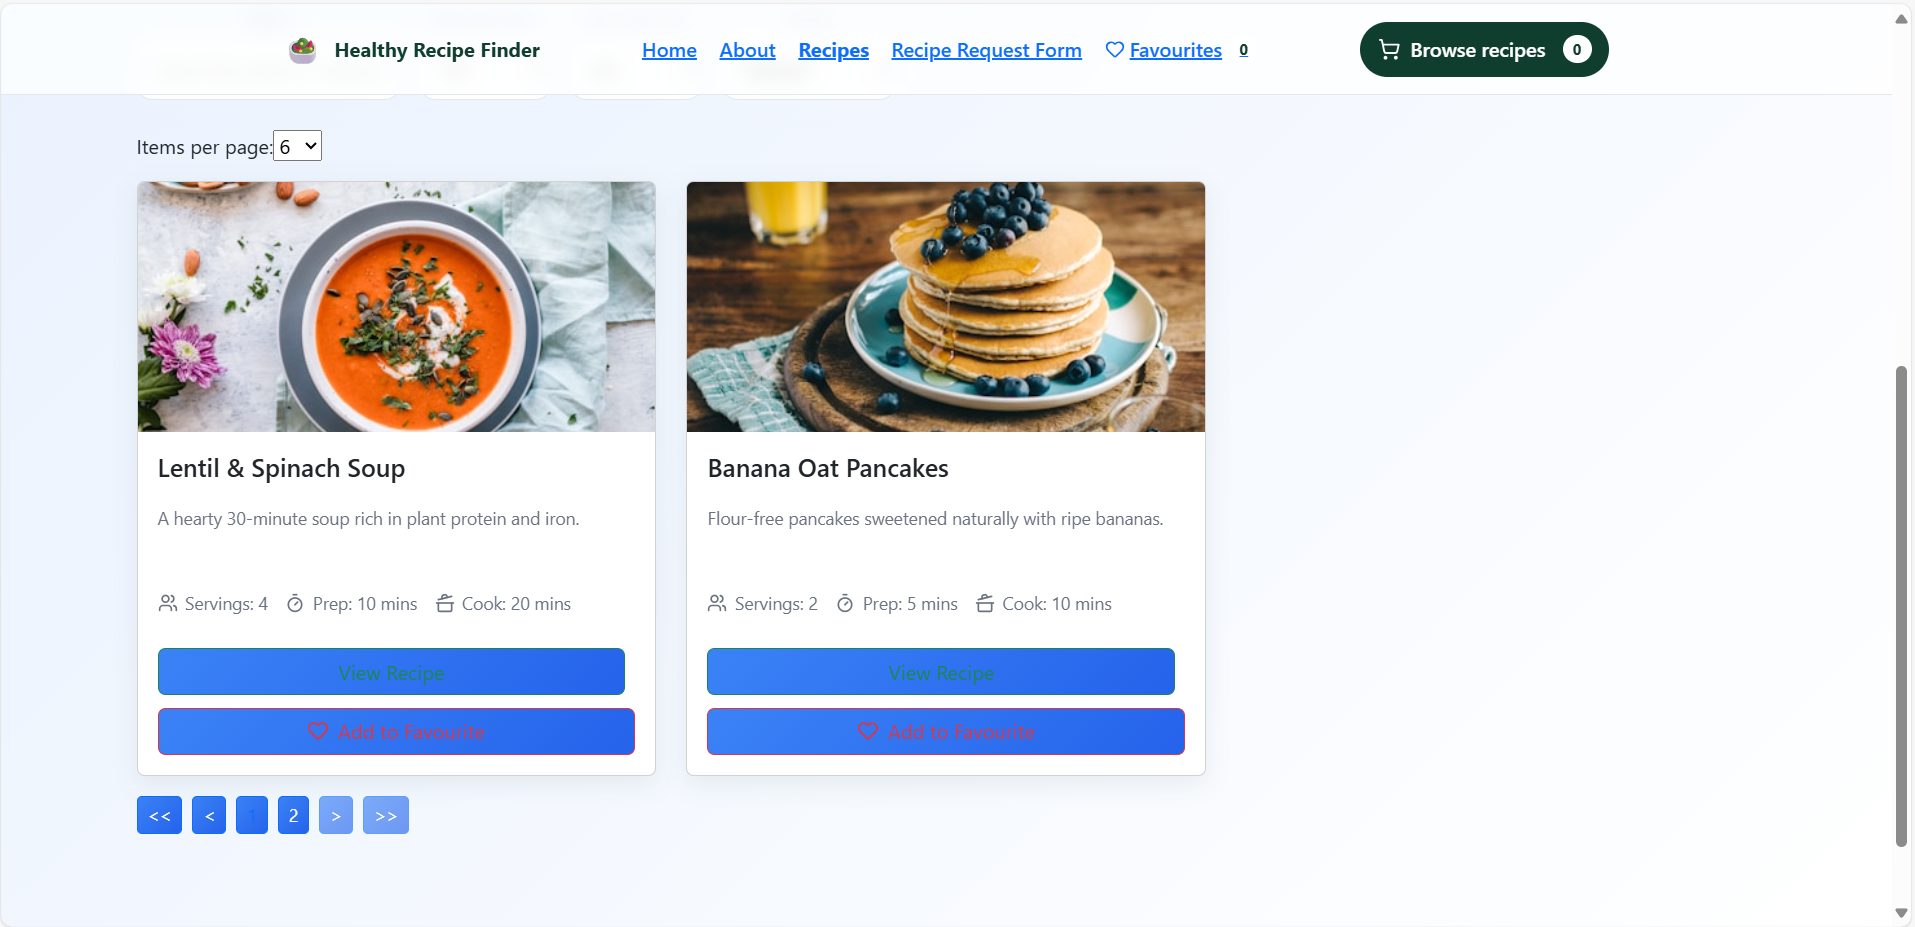 Healthy Recipe Finder
Home About Recipes Recipe Request Form Favourites 0
Browse recipes 0
Items per page: 6
Lentil & Spinach Soup
A hearty 30-minute soup rich in plant protein and iron.
Servings: 4 Prep: 10 mins Cook: 20 mins
View Recipe
Add to Favourite
Banana Oat Pancakes
Flour-free pancakes sweetened naturally with ripe bananas.
Servings: 2 Prep: 5 mins Cook: 10 mins
View Recipe
Add to Favourite
<< < 1 2 > >>